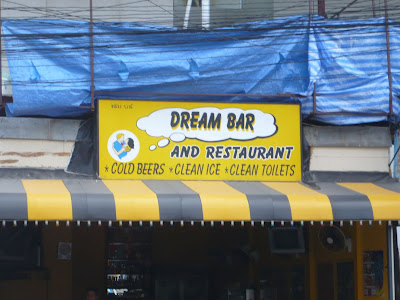 DREAM BAR
AND RESTAURANT
* COLD BEERS * CLEAN ICE * CLEAN TOILETS